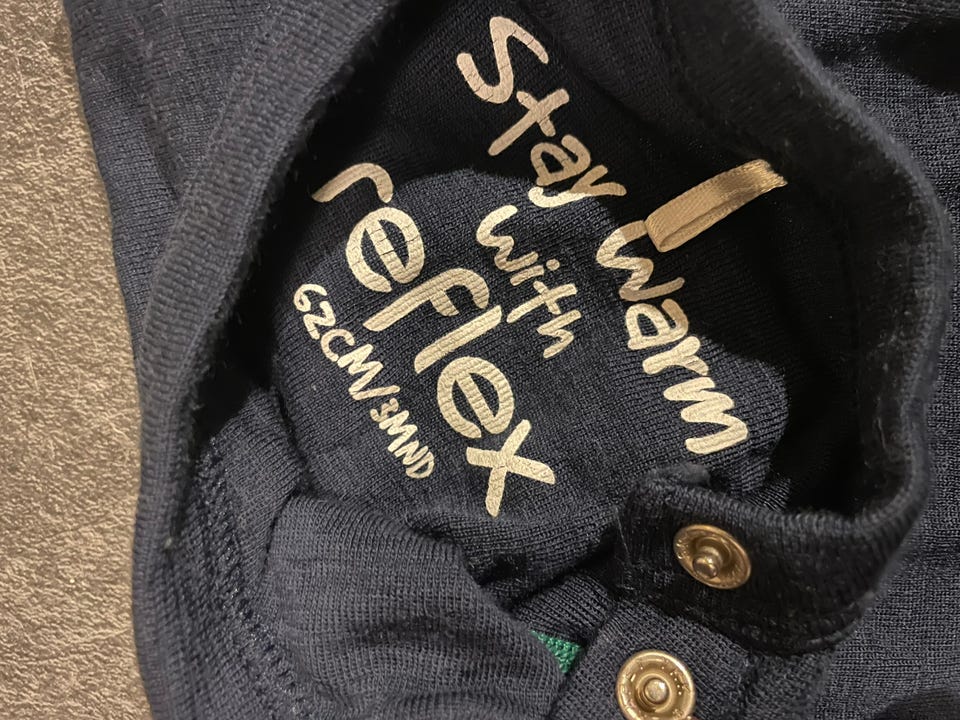 Stay warm
with
reflex
62CM/3MND